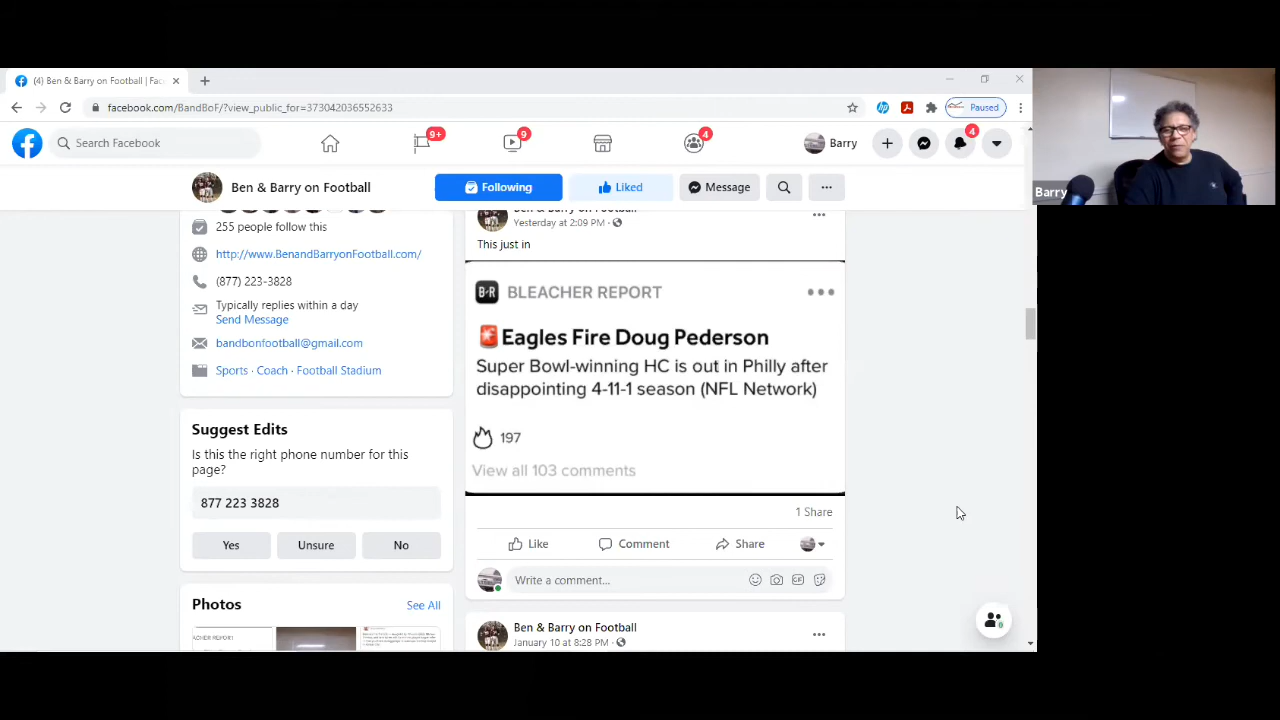 (4) Ben & Barry on Football | Fac
facebook.com/BandBoF/?view_public_for=373042036552633
Paused
Search Facebook
9+
9
4
Barry
4
Ben & Barry on Football
Following
Liked
Message
255 people follow this
http://www.BenandBarryonFootball.com/
(877) 223-3828
Typically replies within a day
Send Message
bandbonfootball@gmail.com
Sports · Coach · Football Stadium
Suggest Edits
Is this the right phone number for this
page?
877 223 3828
Yes
Unsure
No
Photos
See All
Ben & Barry on Football
Yesterday at 2:09 PM ·
This just in
B/R BLEACHER REPORT
Eagles Fire Doug Pederson
Super Bowl-winning HC is out in Philly after
disappointing 4-11-1 season (NFL Network)
197
View all 103 comments
1 Share
Like
Comment
Share
Write a comment...
GIF
Ben & Barry on Football
January 10 at 8:28 PM ·
Barry